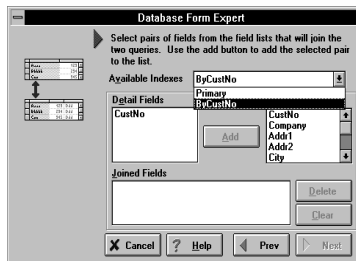 Database Form Expert
Select pairs of fields from the field lists that will join the
two queries. Use the add button to add the selected pair
to the list.
Available Indexes
ByCustNo
Primary
ByCustNo
Detail Fields
CustNo
Add
CustNo
Company
Addr1
Addr2
City
Joined Fields
Delete
Clear
Cancel
? Help
Prev
Next